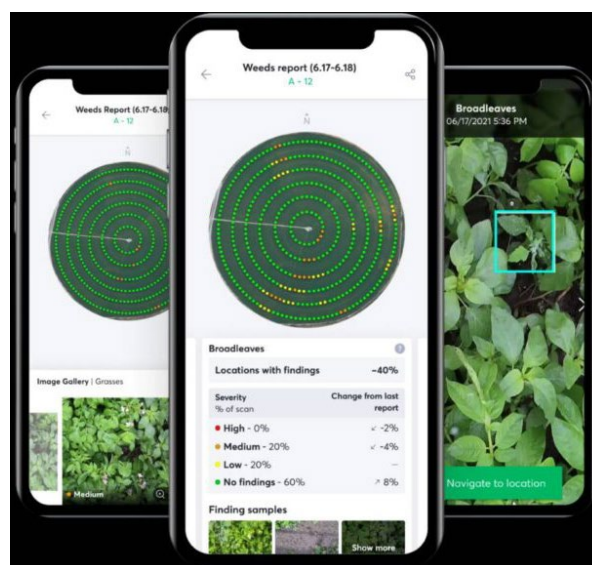 Weeds Report (6.17-6.18)
A - 12
N
Image Gallery | Grasses
Medium
Weeds report (6.17-6.18)
A - 12
N
Broadleaves
?
Locations with findings ~40%
Severity
% of scan
Change from last
report
High - 0% ↙ -2%
Medium - 20% ↙ -4%
Low - 20% —
No findings - 60% ↗ 8%
Finding samples
Show more
Broadleaves
06/17/2021 5:36 PM
Navigate to location